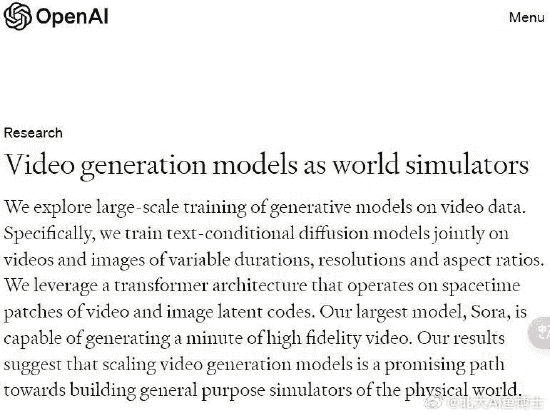 OpenAI
Menu
Research
Video generation models as world simulators
We explore large-scale training of generative models on video data.
Specifically, we train text-conditional diffusion models jointly on
videos and images of variable durations, resolutions and aspect ratios.
We leverage a transformer architecture that operates on spacetime
patches of video and image latent codes. Our largest model, Sora, is
capable of generating a minute of high fidelity video. Our results
suggest that scaling video generation models is a promising path
towards building general purpose simulators of the physical world.